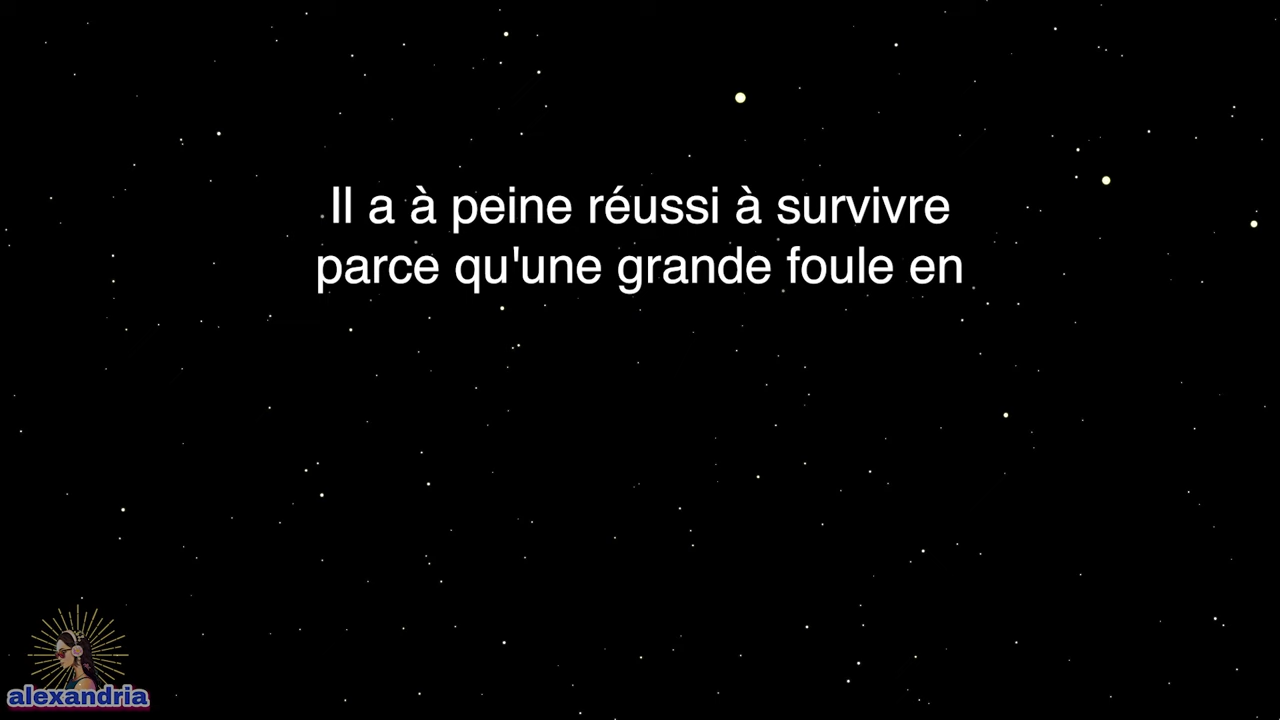 Il a à peine réussi à survivre
parce qu'une grande foule en
alexandria